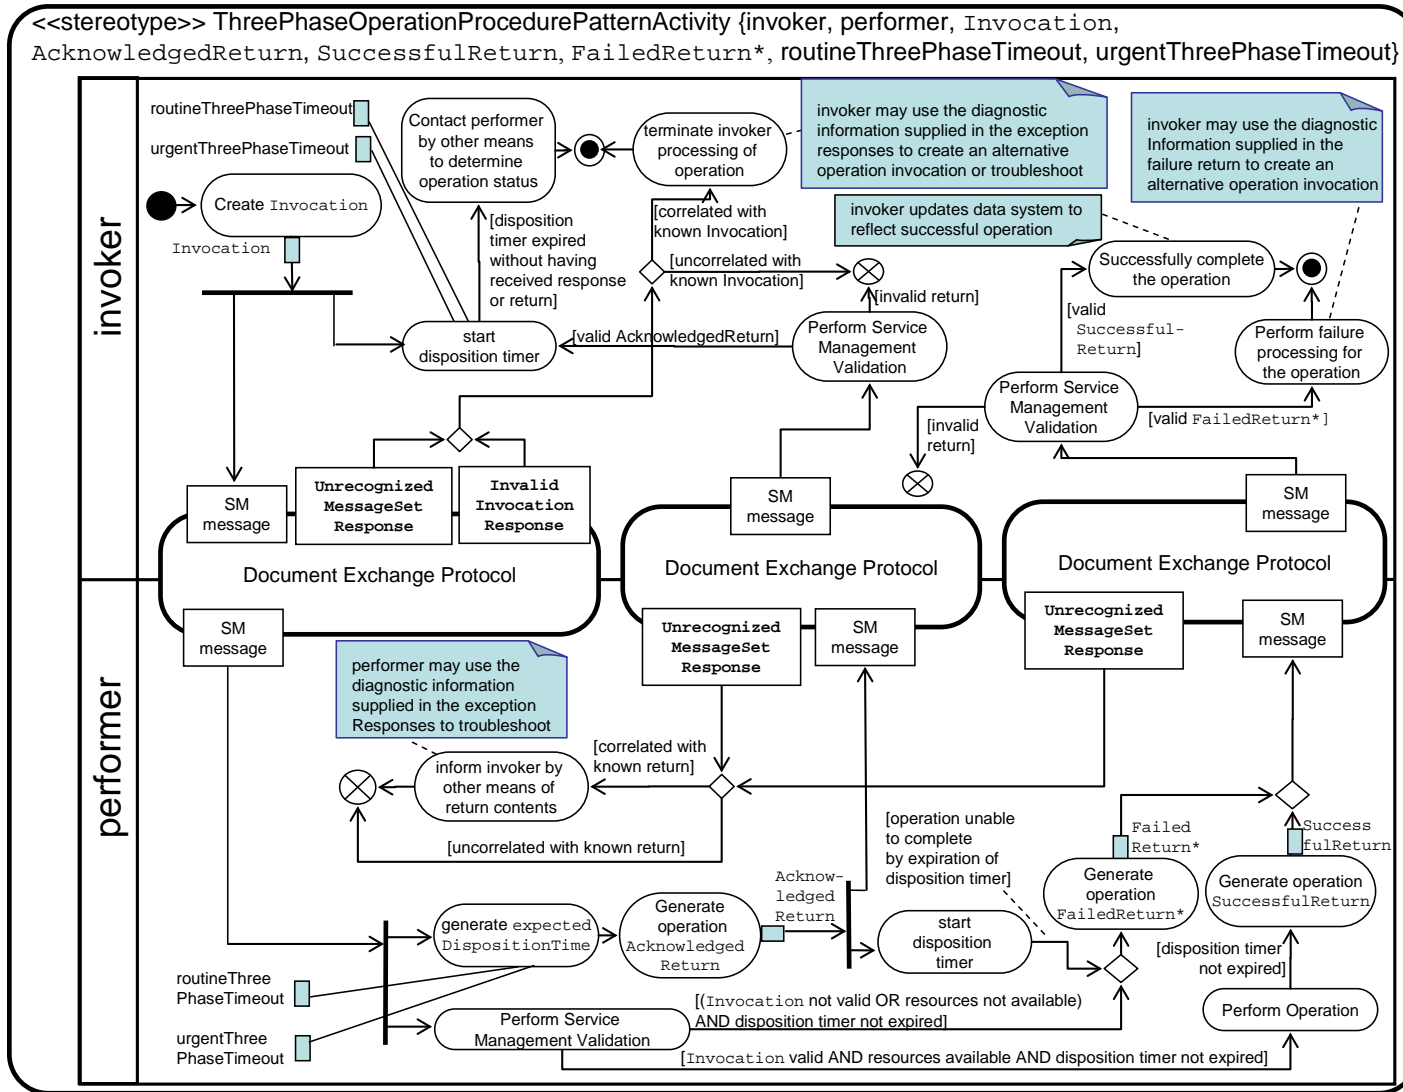 <<stereotype>> ThreePhaseOperationProcedurePatternActivity {invoker, performer, Invocation,
AcknowledgedReturn, SuccessfulReturn, FailedReturn*, routineThreePhaseTimeout, urgentThreePhaseTimeout}
invoker
routineThreePhaseTimeout
urgentThreePhaseTimeout
Create Invocation
Invocation
Contact performer
by other means
to determine
operation status
terminate invoker
processing of
operation
invoker may use the diagnostic
information supplied in the exception
responses to create an alternative
operation invocation or troubleshoot
invoker may use the diagnostic
Information supplied in the
failure return to create an
alternative operation invocation
invoker updates data system to
reflect successful operation
[disposition
timer expired
without having
received response
or return]
[correlated with
known Invocation]
[uncorrelated with
known Invocation]
[invalid return]
Successfully complete
the operation
[valid
Successful-
Return]
start
disposition timer
[valid AcknowledgedReturn]
Perform Service
Management
Validation
Perform failure
processing for
the operation
Perform Service
Management
Validation
[valid FailedReturn*]
[invalid
return]
SM
message
Unrecognized
MessageSet
Response
Invalid
Invocation
Response
SM
message
SM
message
Document Exchange Protocol
Document Exchange Protocol
Document Exchange Protocol
performer
SM
message
Unrecognized
MessageSet
Response
SM
message
Unrecognized
MessageSet
Response
SM
message
performer may use the
diagnostic information
supplied in the exception
Responses to troubleshoot
inform invoker by
other means of
return contents
[correlated with
known return]
[uncorrelated with known return]
[operation unable
to complete
by expiration of
disposition timer]
Failed
Return*
Success
fulReturn
Acknow-
ledged
Return
generate expected
DispositionTime
Generate
operation
Acknowledged
Return
start
disposition
timer
Generate
operation
FailedReturn*
Generate operation
SuccessfulReturn
[disposition timer
not expired]
routineThree
PhaseTimeout
urgentThree
PhaseTimeout
Perform Service
Management Validation
[(Invocation not valid OR resources not available)
AND disposition timer not expired]
Perform Operation
[Invocation valid AND resources available AND disposition timer not expired]